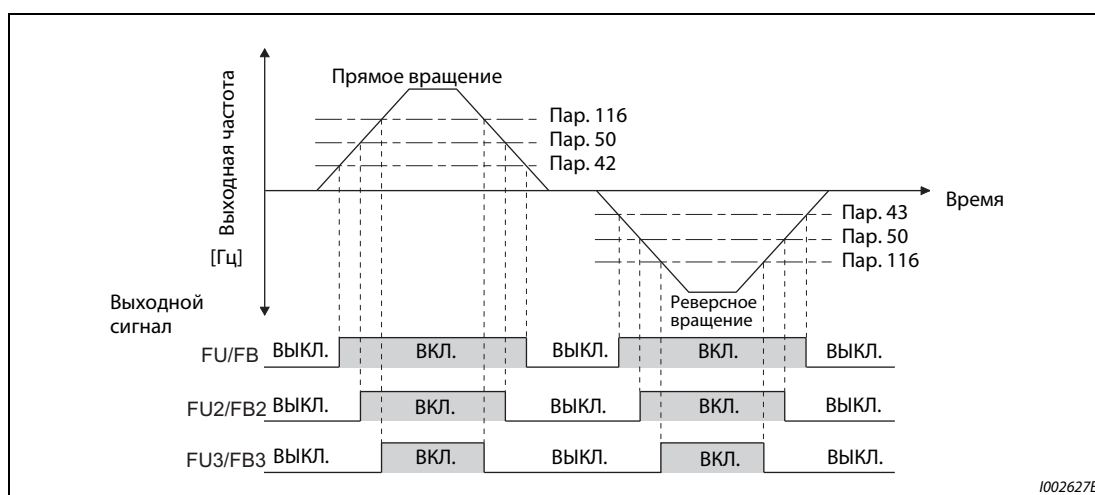 Выходная частота
[Гц]
Прямое вращение
Пар. 116
Пар. 50
Пар. 42
Время
Пар. 43
Пар. 50
Пар. 116
Реверсное
вращение
Выходной
сигнал
FU/FB ВЫКЛ. ВКЛ. ВЫКЛ. ВКЛ. ВЫКЛ.
FU2/FB2 ВЫКЛ. ВКЛ. ВЫКЛ. ВКЛ. ВЫКЛ.
FU3/FB3 ВЫКЛ. ВКЛ. ВЫКЛ. ВКЛ. ВЫКЛ.
I002627E